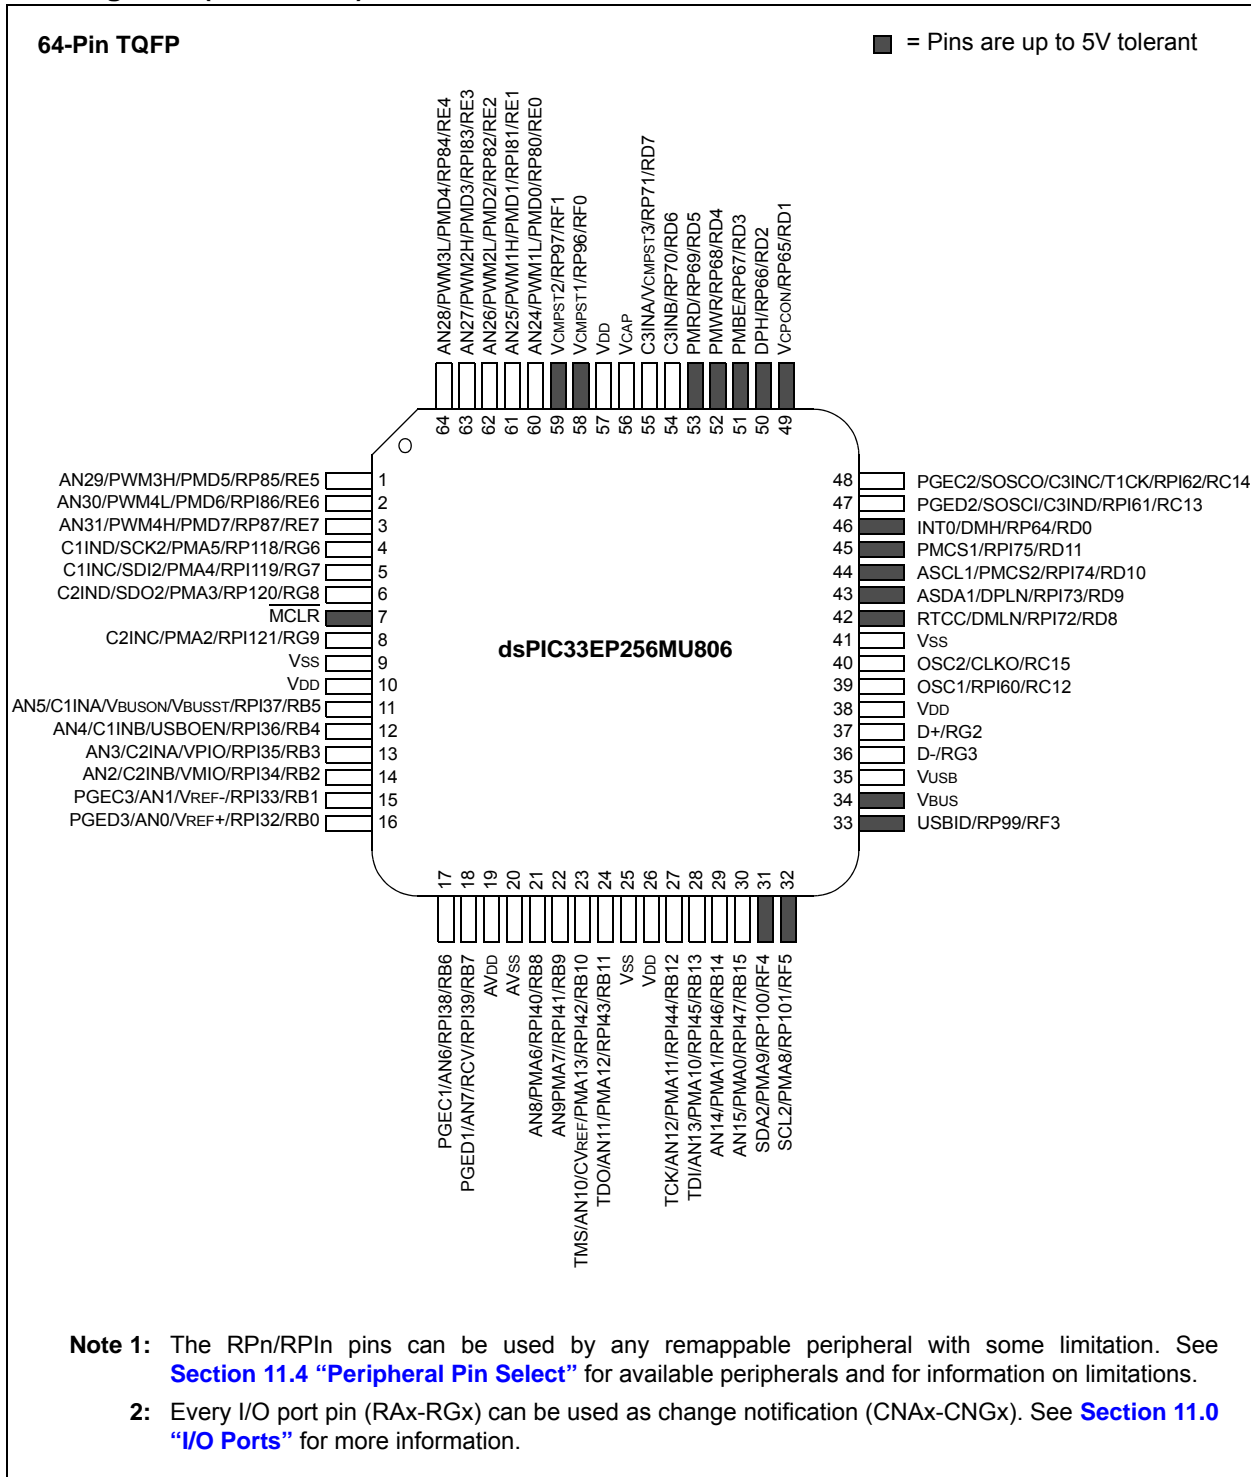 64-Pin TQFP
= Pins are up to 5V tolerant
AN28/PWM3L/PMD4/RP84/RE4
AN27/PWM2H/PMD3/RPI83/RE3
AN26/PWM2L/PMD2/RP82/RE2
AN25/PWM1H/PMD1/RPI81/RE1
AN24/PWM1L/PMD0/RP80/RE0
VCMPST2/RP97/RF1
VCMPST1/RP96/RF0
VDD
VCAP
C3INA/VCMPST3/RP71/RD7
C3INB/RP70/RD6
PMRD/RP69/RD5
PMWR/RP68/RD4
PMBE/RP67/RD3
DPH/RP66/RD2
VCPCON/RP65/RD1
64 63 62 61 60 59 58 57 56 55 54 53 52 51 50 49
AN29/PWM3H/PMD5/RP85/RE5 1
AN30/PWM4L/PMD6/RPI86/RE6 2
AN31/PWM4H/PMD7/RP87/RE7 3
C1IND/SCK2/PMA5/RP118/RG6 4
C1INC/SDI2/PMA4/RPI119/RG7 5
C2IND/SDO2/PMA3/RP120/RG8 6
MCLR 7
C2INC/PMA2/RPI121/RG9 8
VSS 9
VDD 10
AN5/C1INA/VBUSON/VBUSST/RPI37/RB5 11
AN4/C1INB/USBOEN/RPI36/RB4 12
AN3/C2INA/VPIO/RPI35/RB3 13
AN2/C2INB/VMIO/RPI34/RB2 14
PGEC3/AN1/VREF-/RPI33/RB1 15
PGED3/AN0/VREF+/RPI32/RB0 16
dsPIC33EP256MU806
48 PGEC2/SOSCO/C3INC/T1CK/RPI62/RC14
47 PGED2/SOSCI/C3IND/RPI61/RC13
46 INT0/DMH/RP64/RD0
45 PMCS1/RPI75/RD11
44 ASCL1/PMCS2/RPI74/RD10
43 ASDA1/DPLN/RPI73/RD9
42 RTCC/DMLN/RPI72/RD8
41 VSS
40 OSC2/CLKO/RC15
39 OSC1/RPI60/RC12
38 VDD
37 D+/RG2
36 D-/RG3
35 VUSB
34 VBUS
33 USBID/RP99/RF3
17 18 19 20 21 22 23 24 25 26 27 28 29 30 31 32
PGEC1/AN6/RPI38/RB6
PGED1/AN7/RCV/RPI39/RB7
AVDD
AVSS
AN8/PMA6/RPI40/RB8
AN9PMA7//RPI41/RB9
TMS/AN10/CVREF/PMA13/RPI42/RB10
TDO/AN11/PMA12/RPI43/RB11
VSS
VDD
TCK/AN12/PMA11/RPI44/RB12
TDI/AN13/PMA10/RPI45/RB13
AN14/PMA1/RPI46/RB14
AN15/PMA0/RPI47/RB15
SDA2/PMA9/RP100/RF4
SCL2/PMA8/RP101/RF5
Note 1: The RPn/RPIn pins can be used by any remappable peripheral with some limitation. See
Section 11.4 “Peripheral Pin Select” for available peripherals and for information on limitations.
2: Every I/O port pin (RAx-RGx) can be used as change notification (CNAx-CNGx). See Section 11.0
“I/O Ports” for more information.